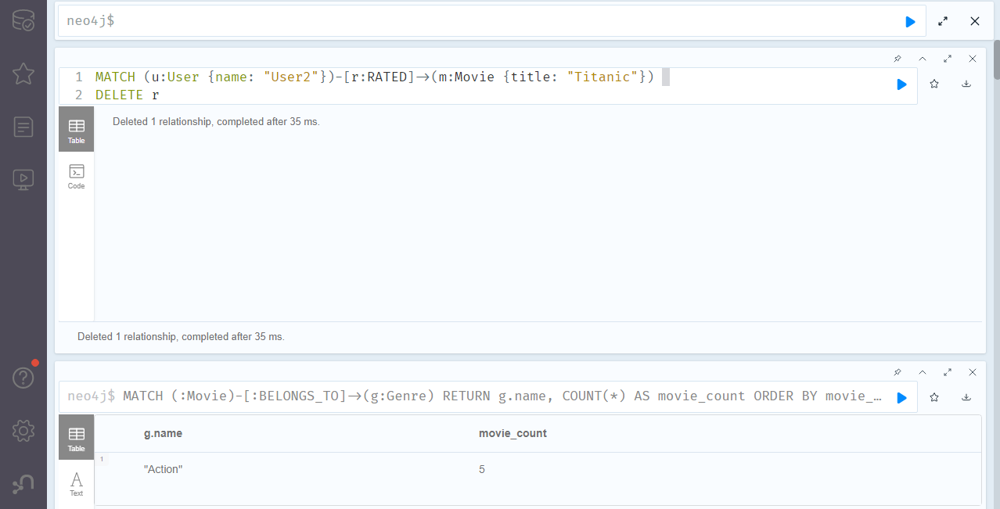 neo4j$
1 MATCH (u:User {name: "User2"})-[r:RATED]->(m:Movie {title: "Titanic"})
2 DELETE r
Table
Deleted 1 relationship, completed after 35 ms.
Code
Deleted 1 relationship, completed after 35 ms.
neo4j$ MATCH (:Movie)-[:BELONGS_TO]->(g:Genre) RETURN g.name, COUNT(*) AS movie_count ORDER BY movie_…
Table
g.name movie_count
1
"Action" 5
A
Text